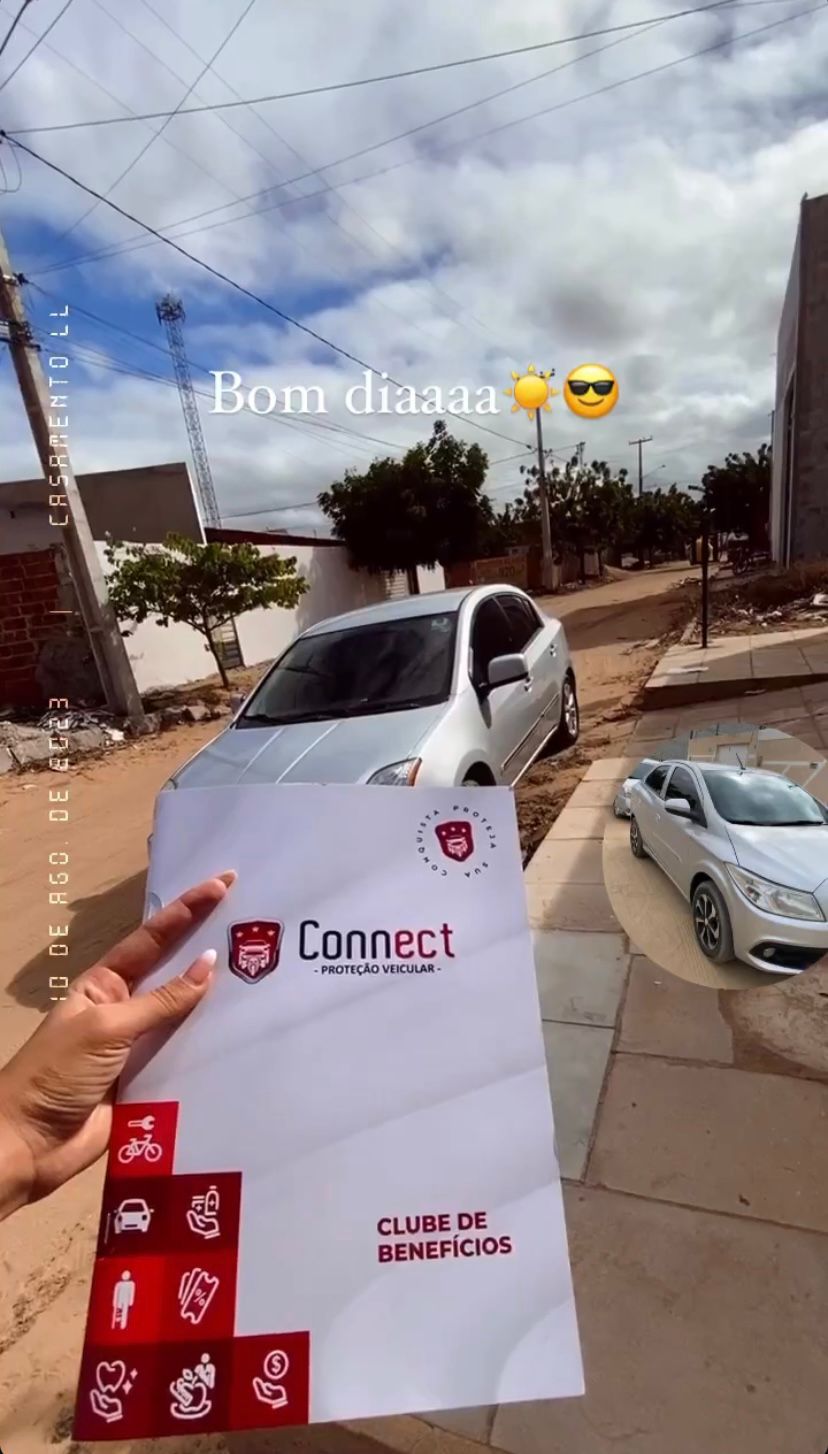 Bom diaaaa☀️😎
CASAMENTO LL
|
10 DE AGO. DE 2023
CONQUISTA PROTEJA SUA
Connect
- PROTEÇÃO VEICULAR -
CLUBE DE
BENEFÍCIOS